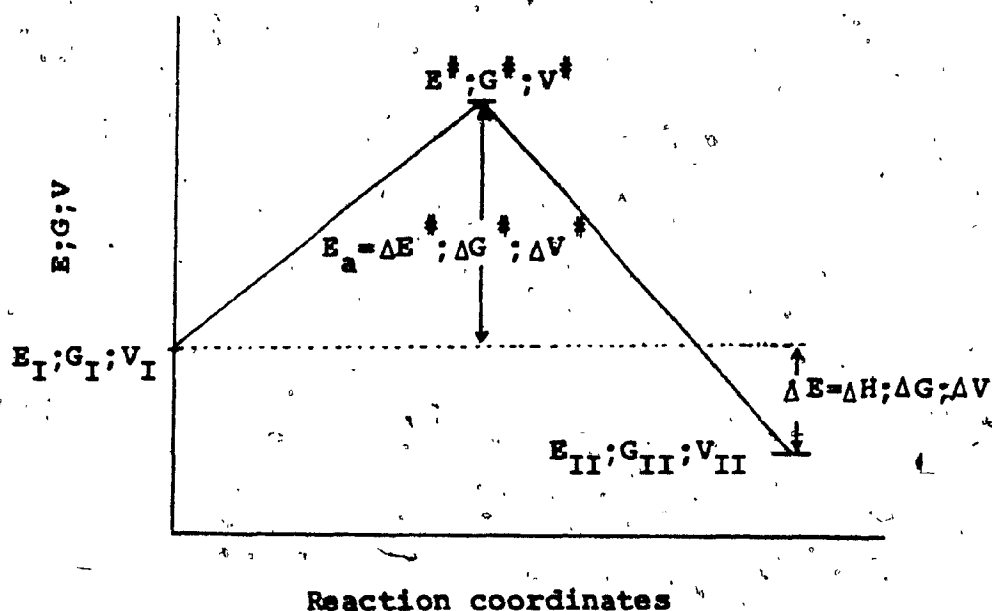 E#;G#;V#
E;G;V
Ea=ΔE#;ΔG#;ΔV#
EI;GI;VI
ΔE=ΔH;ΔG;ΔV
EII;GII;VII
Reaction coordinates